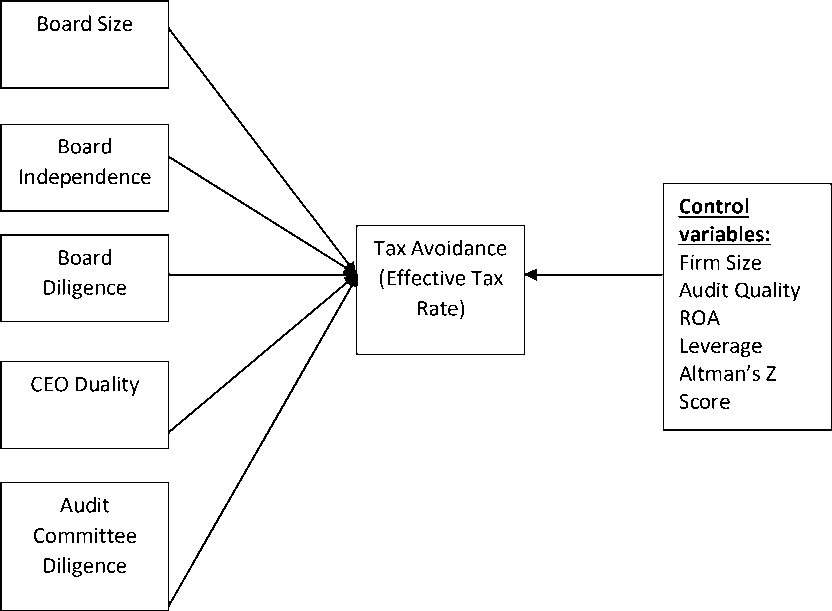 Board Size
Board
Independence
Board
Diligence
CEO Duality
Audit
Committee
Diligence
Tax Avoidance
(Effective Tax
Rate)
Control
variables:
Firm Size
Audit Quality
ROA
Leverage
Altman’s Z
Score